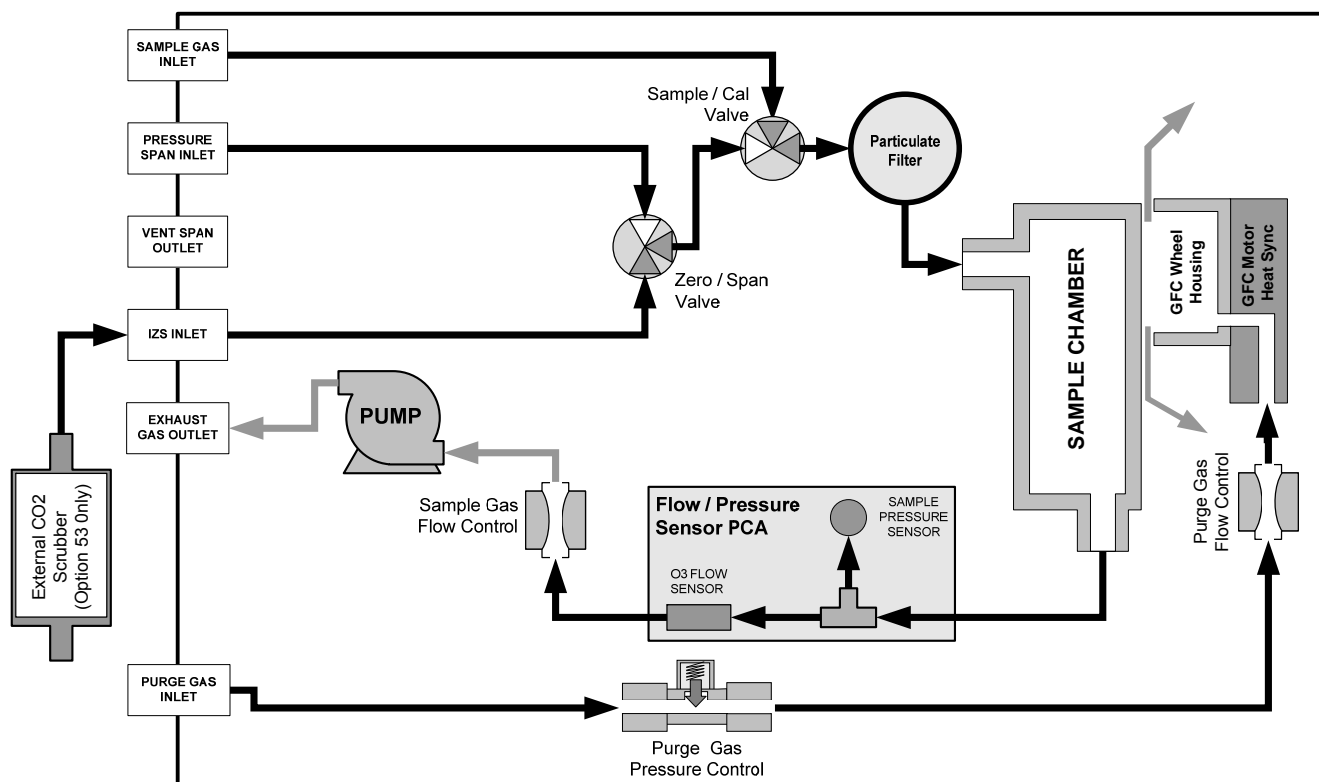 SAMPLE GAS
INLET
Sample / Cal
Valve
PRESSURE
SPAN INLET
Particulate
Filter
VENT SPAN
OUTLET
Zero / Span
Valve
SAMPLE CHAMBER
GFC Wheel
Housing
GFC Motor
Heat Sync
IZS INLET
EXHAUST
GAS OUTLET
PUMP
External CO2
Scrubber
(Option 53 0nly)
Sample Gas
Flow Control
Flow / Pressure
Sensor PCA
SAMPLE
PRESSURE
SENSOR
O3 FLOW
SENSOR
Purge Gas
Flow Control
PURGE GAS
INLET
Purge Gas
Pressure Control